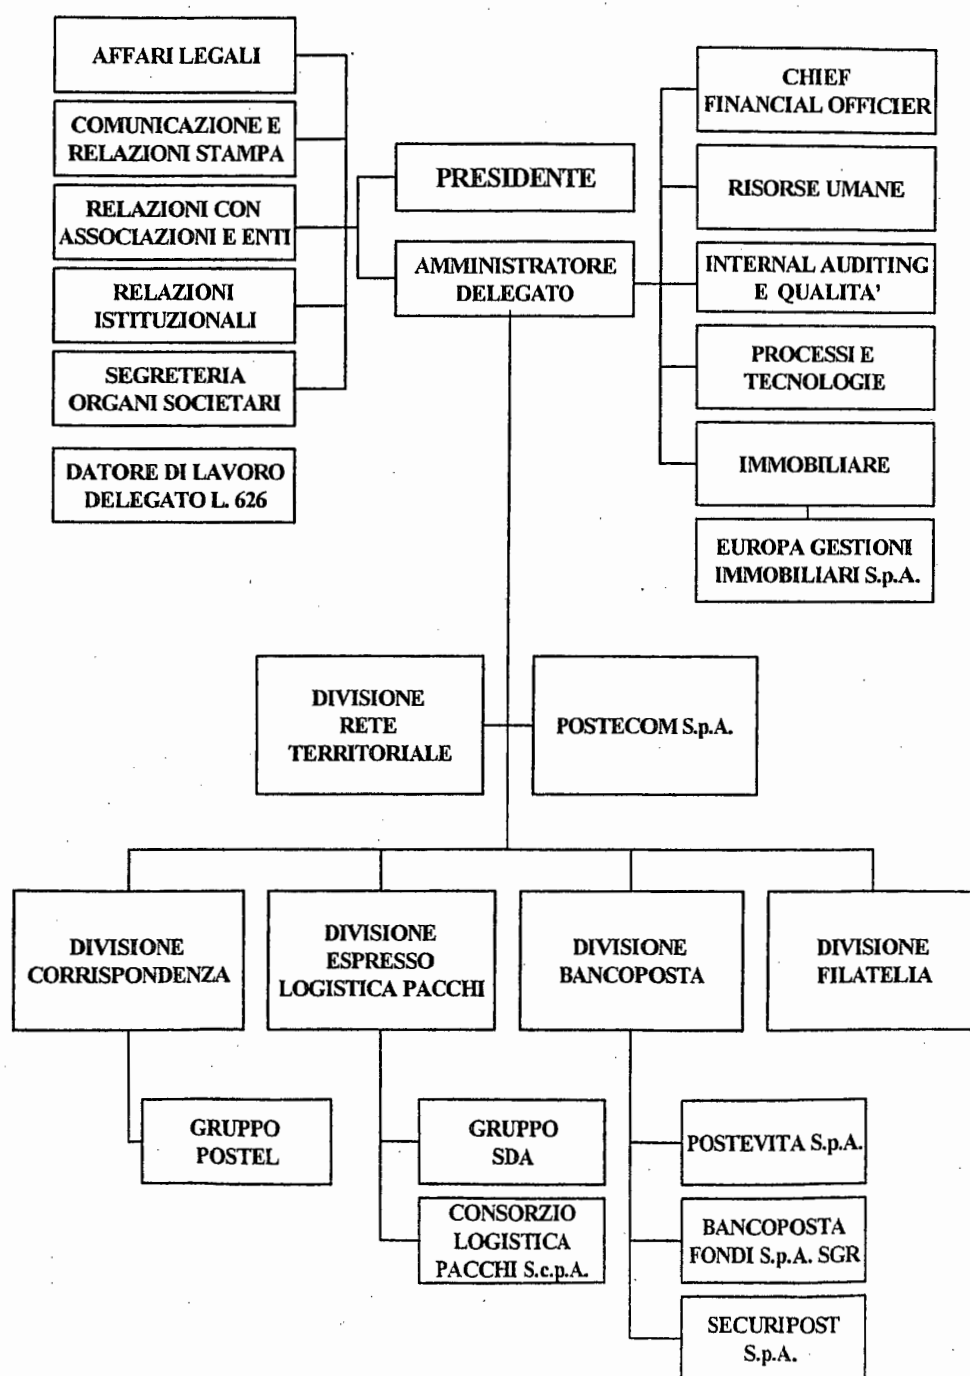 AFFARI LEGALI
COMUNICAZIONE E
RELAZIONI STAMPA
RELAZIONI CON
ASSOCIAZIONI E ENTI
RELAZIONI
ISTITUZIONALI
SEGRETERIA
ORGANI SOCIETARI
DATORE DI LAVORO
DELEGATO L. 626
PRESIDENTE
AMMINISTRATORE
DELEGATO
CHIEF
FINANCIAL OFFICIER
RISORSE UMANE
INTERNAL AUDITING
E QUALITA'
PROCESSI E
TECNOLOGIE
IMMOBILIARE
EUROPA GESTIONI
IMMOBILIARI S.p.A.
DIVISIONE
RETE
TERRITORIALE
POSTECOM S.p.A.
DIVISIONE
CORRISPONDENZA
DIVISIONE
ESPRESSO
LOGISTICA PACCHI
DIVISIONE
BANCOPOSTA
DIVISIONE
FILATELIA
GRUPPO
POSTEL
GRUPPO
SDA
CONSORZIO
LOGISTICA
PACCHI S.c.p.A.
POSTEVITA S.p.A.
BANCOPOSTA
FONDI S.p.A. SGR
SECURIPOST
S.p.A.